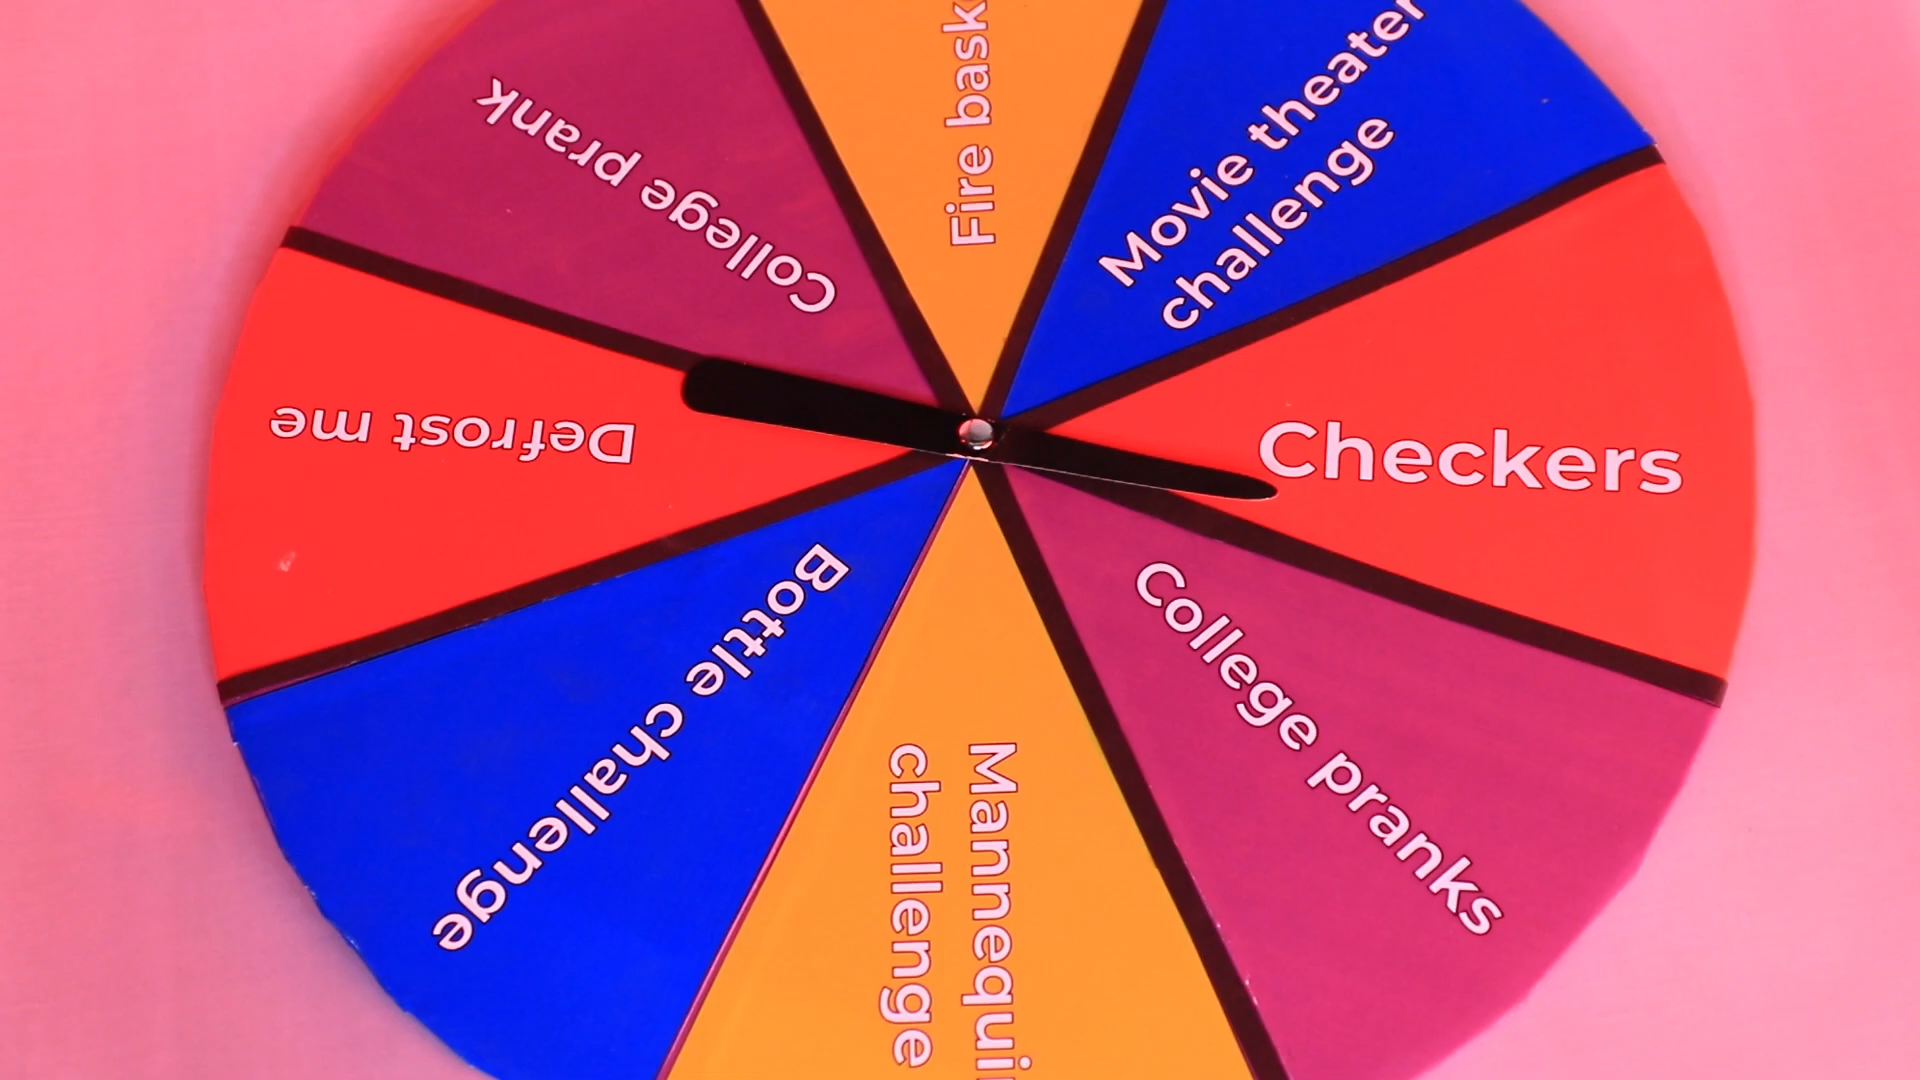 Fire bask
Movie theater
challenge
Checkers
College pranks
Mannequi
challenge
Bottle challenge
Defrost me
College prank